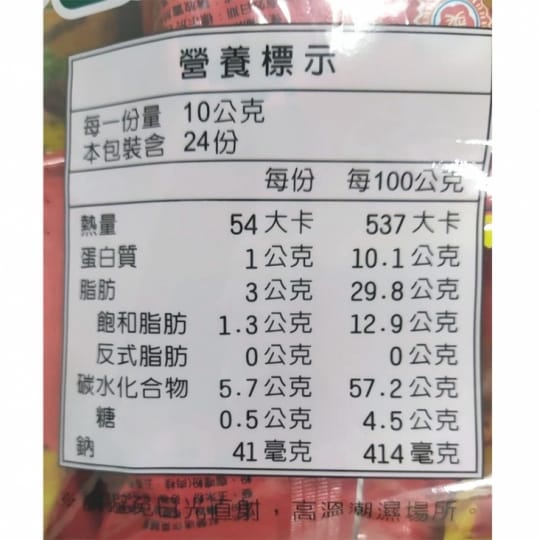 營養標示
每一份量 10公克
本包裝含 24份
每份 每100公克
熱量 54大卡 537大卡
蛋白質 1公克 10.1公克
脂肪 3公克 29.8公克
飽和脂肪 1.3公克 12.9公克
反式脂肪 0公克 0公克
碳水化合物 5.7公克 57.2公克
糖 0.5公克 4.5公克
鈉 41毫克 414毫克
免日光直射,高溫潮濕場所。